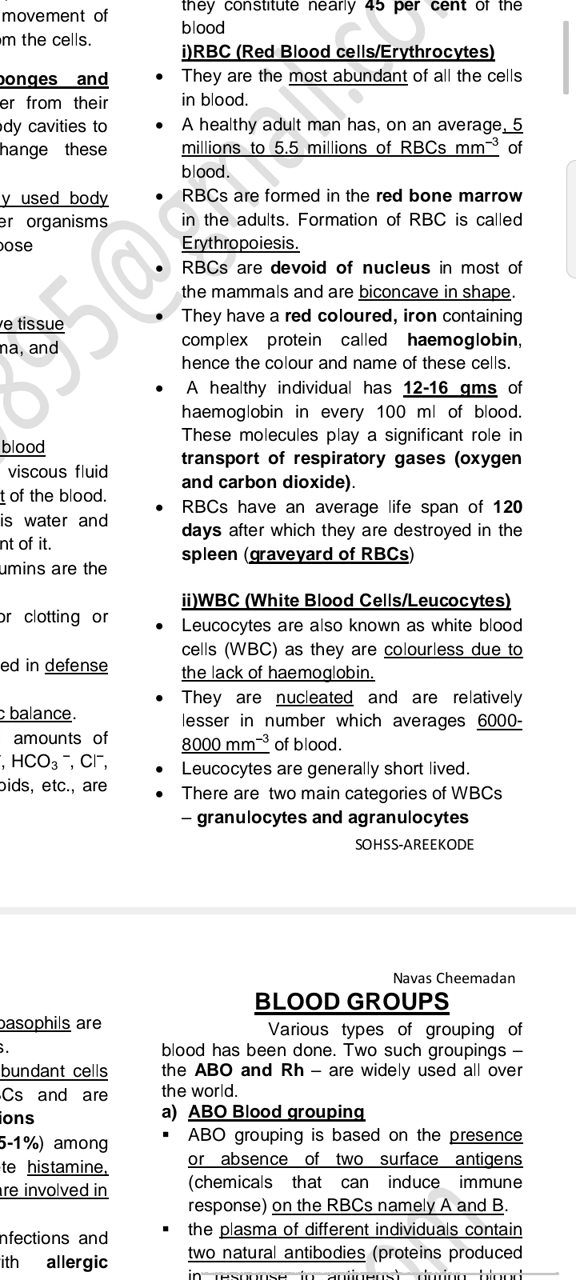 movement of
om the cells.
ponges and
er from their
ody cavities to
hange these
y used body
er organisms
oose
ve tissue
ma, and
blood
viscous fluid
t of the blood.
is water and
nt of it.
umins are the
or clotting or
ed in defense
c balance.
amounts of
⁻, HCO₃ ⁻, Cl⁻,
oids, etc., are
they constitute nearly 45 per cent of the
blood
i)RBC (Red Blood cells/Erythrocytes)
• They are the most abundant of all the cells
in blood.
• A healthy adult man has, on an average, 5
millions to 5.5 millions of RBCs mm⁻³ of
blood.
• RBCs are formed in the red bone marrow
in the adults. Formation of RBC is called
Erythropoiesis.
• RBCs are devoid of nucleus in most of
the mammals and are biconcave in shape.
• They have a red coloured, iron containing
complex protein called haemoglobin,
hence the colour and name of these cells.
• A healthy individual has 12-16 gms of
haemoglobin in every 100 ml of blood.
These molecules play a significant role in
transport of respiratory gases (oxygen
and carbon dioxide).
• RBCs have an average life span of 120
days after which they are destroyed in the
spleen (graveyard of RBCs)
ii)WBC (White Blood Cells/Leucocytes)
• Leucocytes are also known as white blood
cells (WBC) as they are colourless due to
the lack of haemoglobin.
• They are nucleated and are relatively
lesser in number which averages 6000-
8000 mm⁻³ of blood.
• Leucocytes are generally short lived.
• There are two main categories of WBCs
– granulocytes and agranulocytes
SOHSS-AREEKODE
895@gmail.co
basophils are
s.
bundant cells
Cs and are
ions
5-1%) among
te histamine,
are involved in
nfections and
ith allergic
Navas Cheemadan
BLOOD GROUPS
Various types of grouping of
blood has been done. Two such groupings –
the ABO and Rh – are widely used all over
the world.
a) ABO Blood grouping
▪ ABO grouping is based on the presence
or absence of two surface antigens
(chemicals that can induce immune
response) on the RBCs namely A and B.
▪ the plasma of different individuals contain
two natural antibodies (proteins produced
in response to antigens) during blood
om